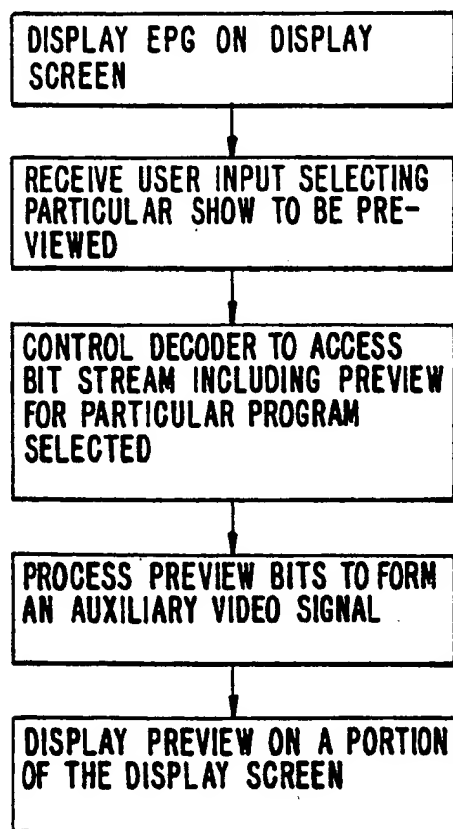 DISPLAY EPG ON DISPLAY
SCREEN
RECEIVE USER INPUT SELECTING
PARTICULAR SHOW TO BE PRE-
VIEWED
CONTROL DECODER TO ACCESS
BIT STREAM INCLUDING PREVIEW
FOR PARTICULAR PROGRAM
SELECTED
PROCESS PREVIEW BITS TO FORM
AN AUXILIARY VIDEO SIGNAL
DISPLAY PREVIEW ON A PORTION
OF THE DISPLAY SCREEN